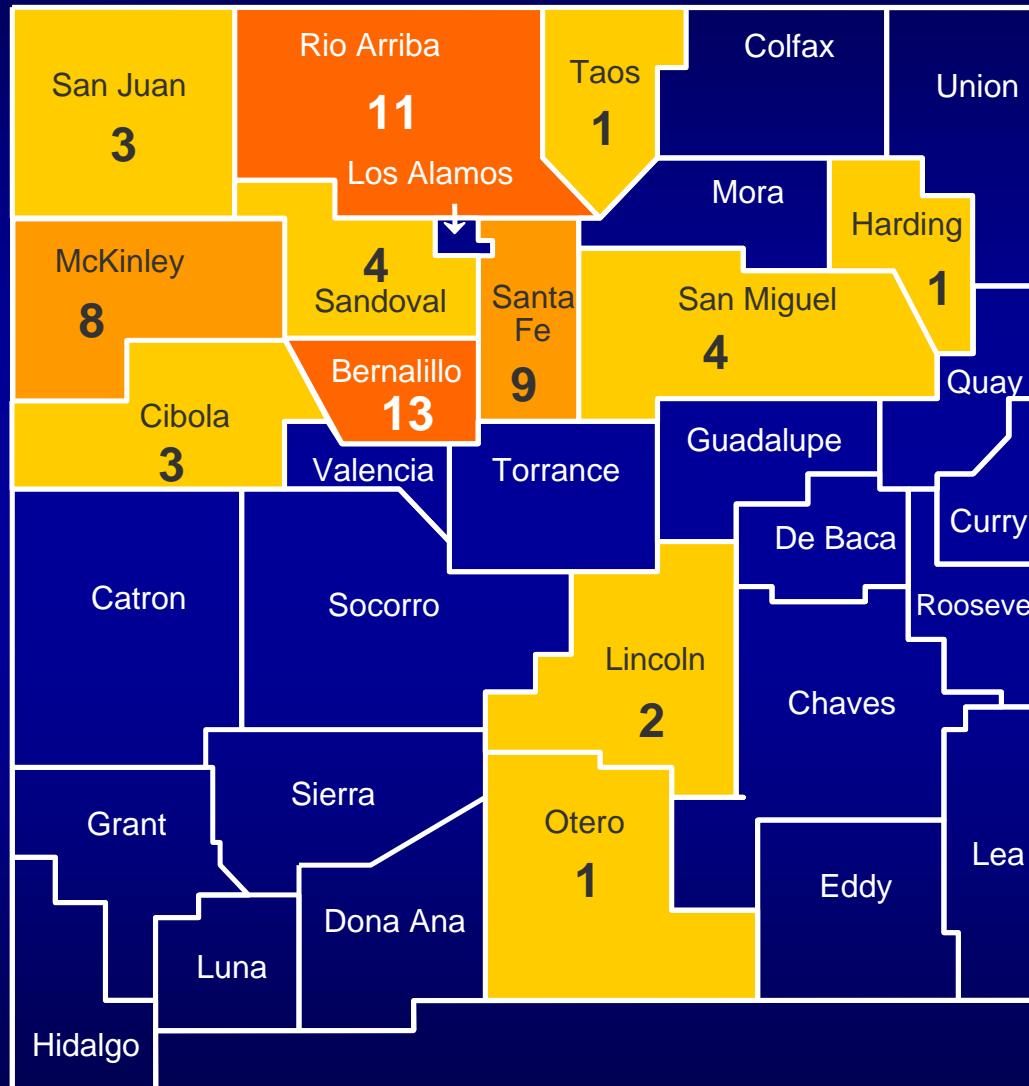 Rio Arriba
11
Colfax
Taos
1
San Juan
3
Union
Los Alamos
Mora
Harding
1
McKinley
8
4
Sandoval
Santa
Fe
9
San Miguel
4
Bernalillo
13
Quay
Cibola
3
Guadalupe
Valencia
Torrance
Curry
De Baca
Catron
Socorro
Rooseve
Lincoln
2
Chaves
Sierra
Grant
Otero
1
Lea
Eddy
Dona Ana
Luna
Hidalgo